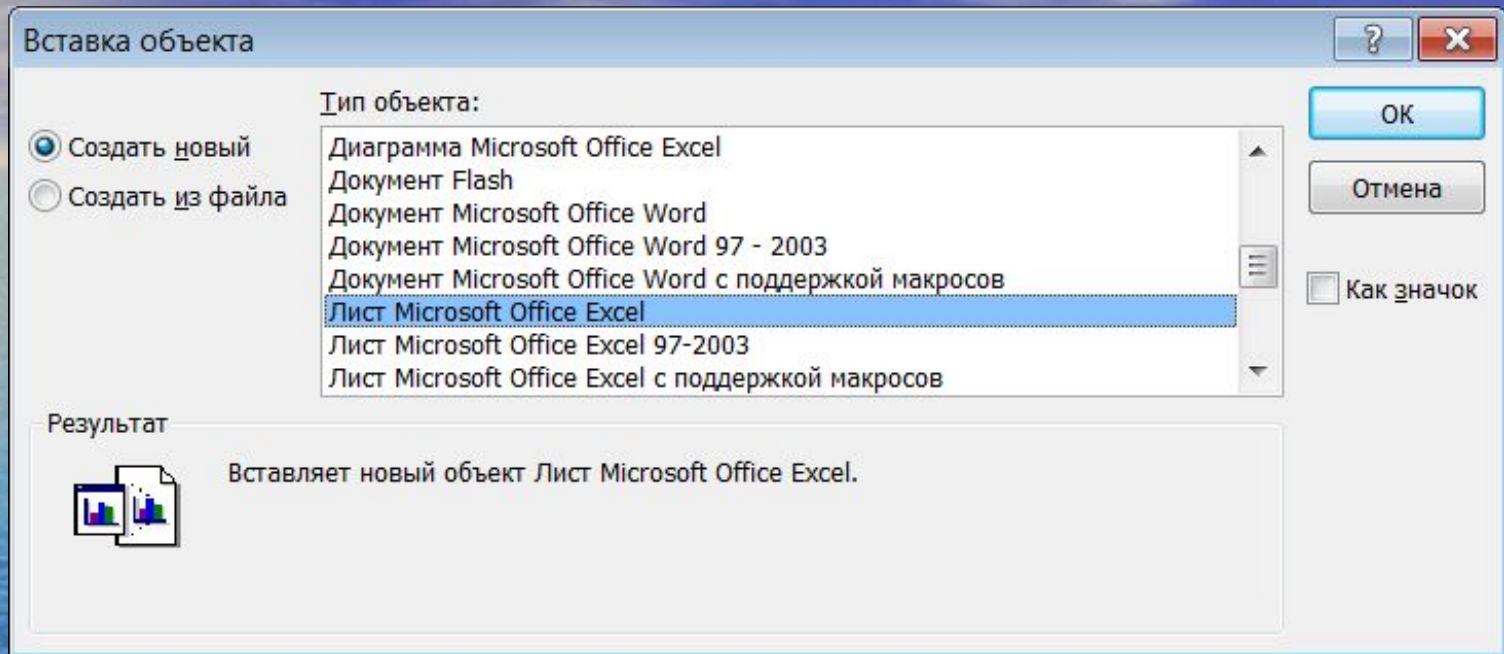 Вставка объекта
Тип объекта:
Создать новый
Создать из файла
Диаграмма Microsoft Office Excel
Документ Flash
Документ Microsoft Office Word
Документ Microsoft Office Word 97 - 2003
Документ Microsoft Office Word с поддержкой макросов
Лист Microsoft Office Excel
Лист Microsoft Office Excel 97-2003
Лист Microsoft Office Excel с поддержкой макросов
ОК
Отмена
Как значок
Результат
Вставляет новый объект Лист Microsoft Office Excel.